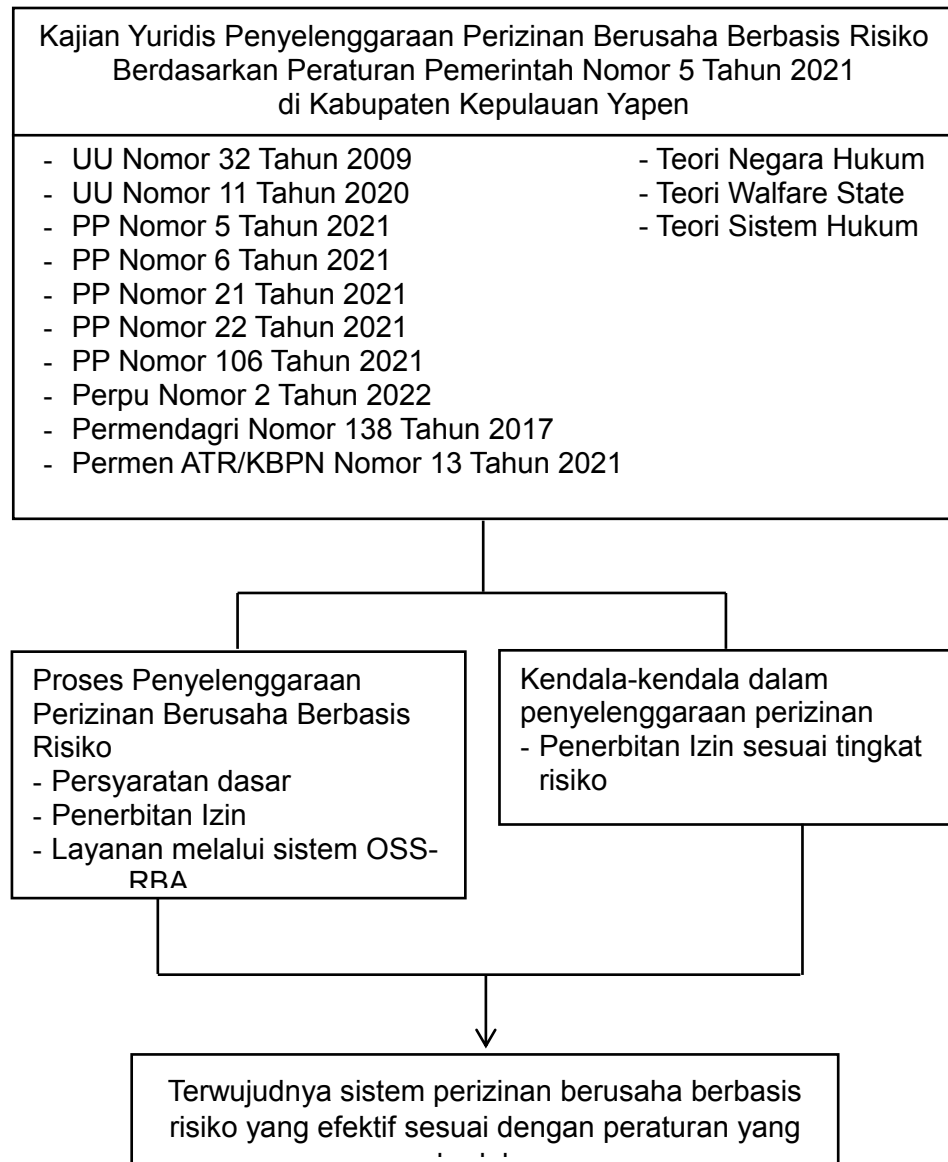 Kajian Yuridis Penyelenggaraan Perizinan Berusaha Berbasis Risiko
Berdasarkan Peraturan Pemerintah Nomor 5 Tahun 2021
di Kabupaten Kepulauan Yapen
- UU Nomor 32 Tahun 2009
- UU Nomor 11 Tahun 2020
- PP Nomor 5 Tahun 2021
- PP Nomor 6 Tahun 2021
- PP Nomor 21 Tahun 2021
- PP Nomor 22 Tahun 2021
- PP Nomor 106 Tahun 2021
- Perpu Nomor 2 Tahun 2022
- Permendagri Nomor 138 Tahun 2017
- Permen ATR/KBPN Nomor 13 Tahun 2021
- Teori Negara Hukum
- Teori Walfare State
- Teori Sistem Hukum
Proses Penyelenggaraan
Perizinan Berusaha Berbasis
Risiko
- Persyaratan dasar
- Penerbitan Izin
- Layanan melalui sistem OSS-
RBA
Kendala-kendala dalam
penyelenggaraan perizinan
- Penerbitan Izin sesuai tingkat
risiko
Terwujudnya sistem perizinan berusaha berbasis
risiko yang efektif sesuai dengan peraturan yang